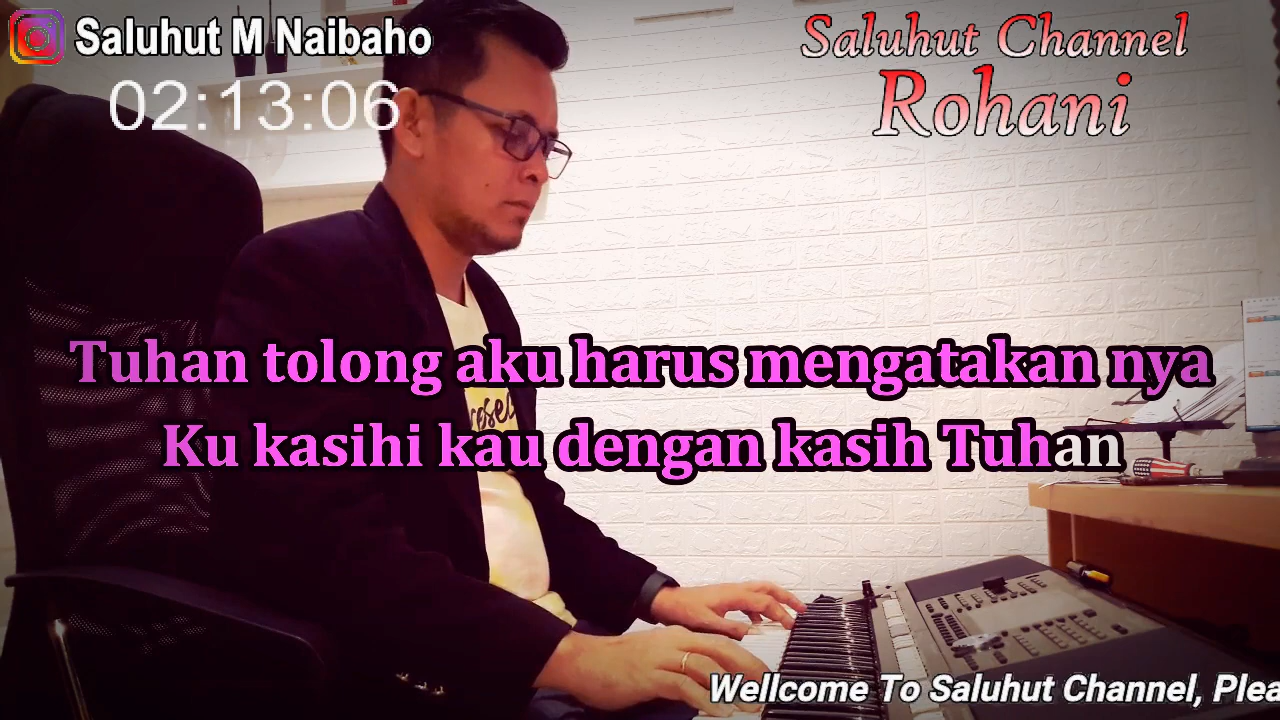 Saluhut M Naibaho
02:13:06
Saluhut Channel
Rohani
Tuhan tolong aku harus mengatakan nya
Ku kasihi kau dengan kasih Tuhan
Wellcome To Saluhut Channel, Plea